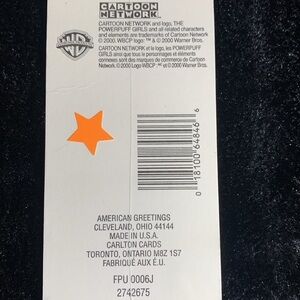 CARTOON
NETWORK
CARTOON NETWORK and logo, THE
POWERPUFF GIRLS and all related characters
and elements are trademarks of Cartoon Network
© 2000. WBCP logo: ™ & © 2000 Warner Bros.
CARTOON NETWORK et le logo, les POWERPUFF
GIRLS ainsi que tous le personnages et éléments
connexes sont des marques de commerce de Cartoon
Network. © 2000 Logo WBCP : ™ et © 2000 Warner Bros.
WB
0 18100 64846 6
AMERICAN GREETINGS
CLEVELAND, OHIO 44144
MADE IN U.S.A.
CARLTON CARDS
TORONTO, ONTARIO M8Z 1S7
FABRIQUÉ AUX É.U.
FPU 0006J
2742675